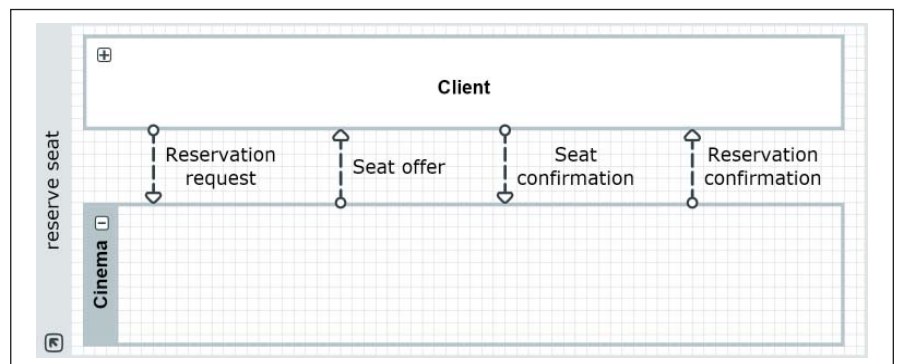 reserve seat
Client
Reservation
request
Seat offer
Seat
confirmation
Reservation
confirmation
Cinema